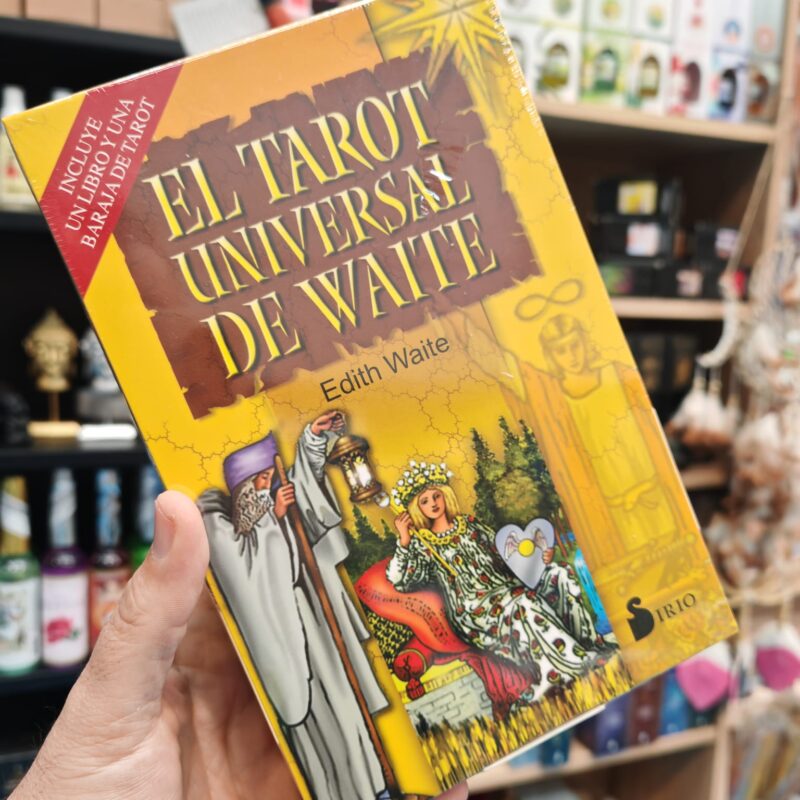 INCLUYE
UN LIBRO Y UNA
BARAJA DE TAROT
EL TAROT
UNIVERSAL
DE WAITE
Edith Waite
SIRIO